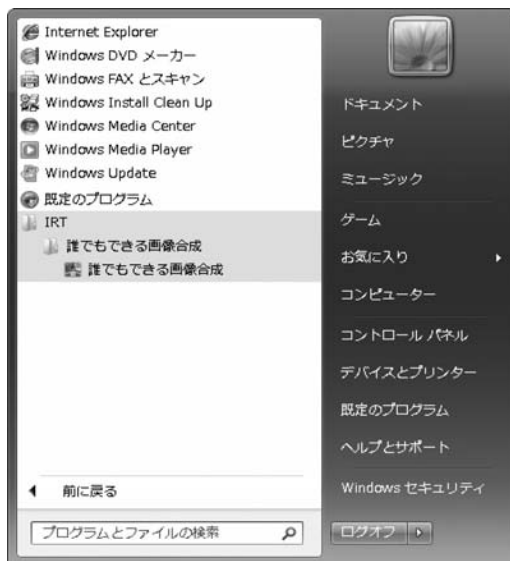 Internet Explorer
Windows DVD メーカー
Windows FAX とスキャン
Windows Install Clean Up
Windows Media Center
Windows Media Player
Windows Update
既定のプログラム
IRT
誰でもできる画像合成
誰でもできる画像合成
前に戻る
プログラムとファイルの検索
ドキュメント
ピクチャ
ミュージック
ゲーム
お気に入り
コンピューター
コントロール パネル
デバイスとプリンター
既定のプログラム
ヘルプとサポート
Windows セキュリティ
ログオフ